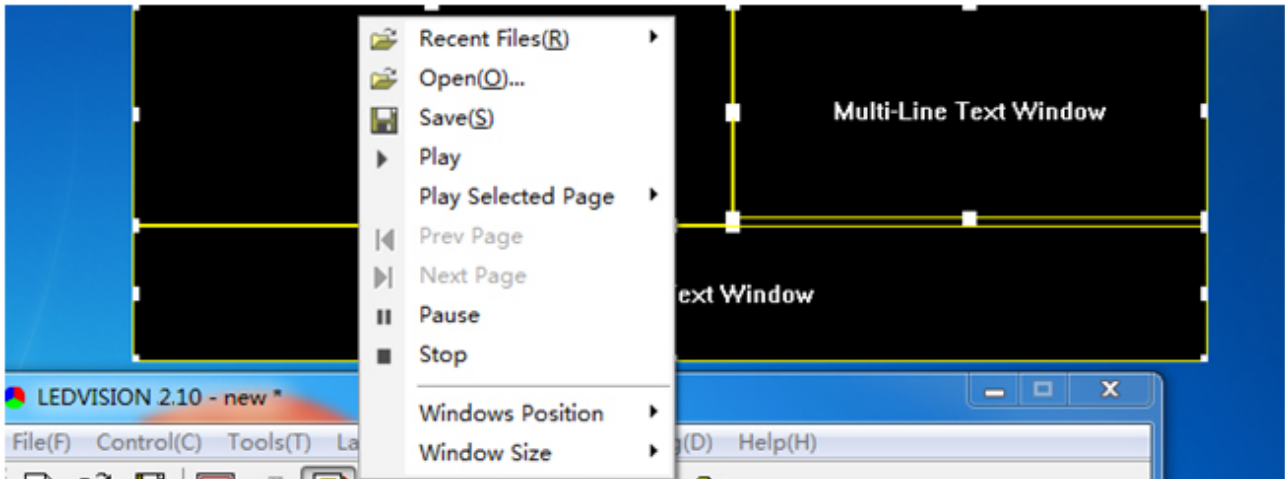 Recent Files(R)
Open(O)...
Multi-Line Text Window
Save(S)
Play
Play Selected Page
Prev Page
Next Page
ext Window
Pause
Stop
LEDVISION 2.10 - new *
Windows Position
File(F) Control(C) Tools(T) La (D) Help(H)
Window Size